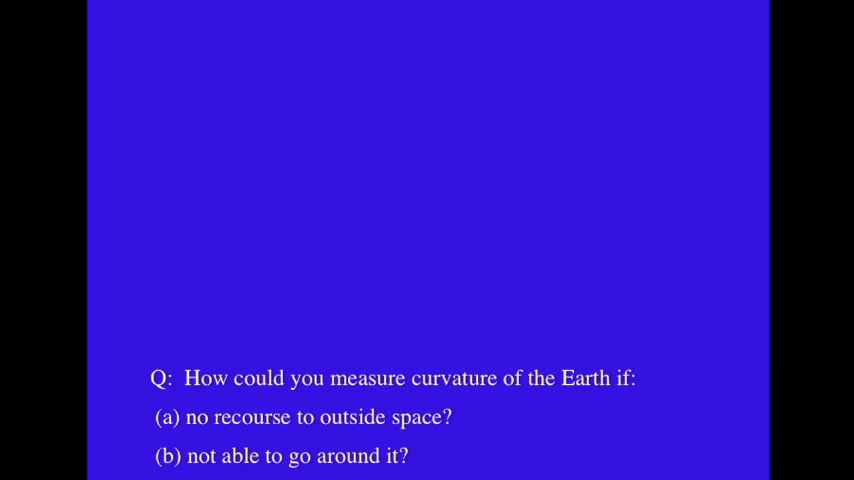 Q: How could you measure curvature of the Earth if:
(a) no recourse to outside space?
(b) not able to go around it?